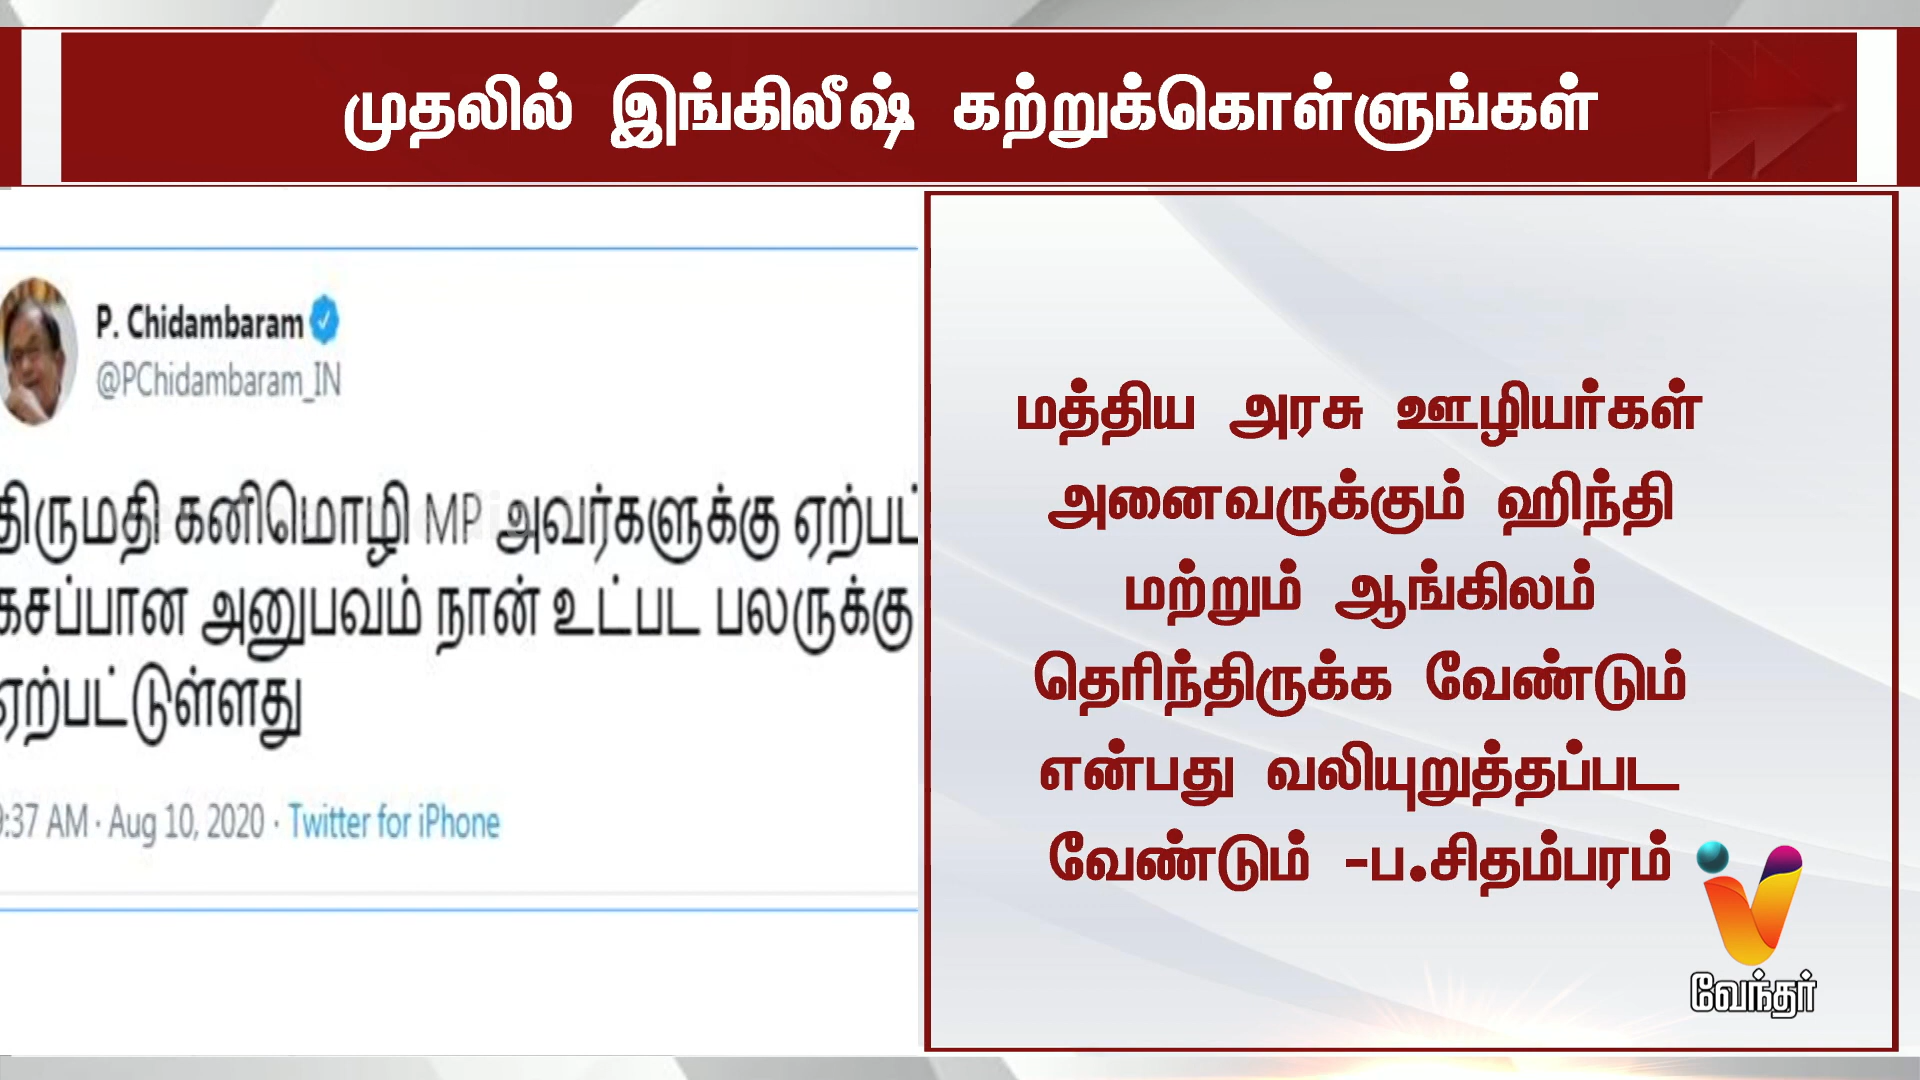 முதலில் இங்கிலீஷ் கற்றுக்கொள்ளுங்கள்
P. Chidambaram
@PChidambaram_IN
திருமதி கனிமொழி MP அவர்களுக்கு ஏற்பட்
கசப்பான அனுபவம் நான் உட்பட பலருக்கு
ஏற்பட்டுள்ளது
9:37 AM · Aug 10, 2020 · Twitter for iPhone
மத்திய அரசு ஊழியர்கள்
அனைவருக்கும் ஹிந்தி
மற்றும் ஆங்கிலம்
தெரிந்திருக்க வேண்டும்
என்பது வலியுறுத்தப்பட
வேண்டும் -ப.சிதம்பரம்
வேந்தர்